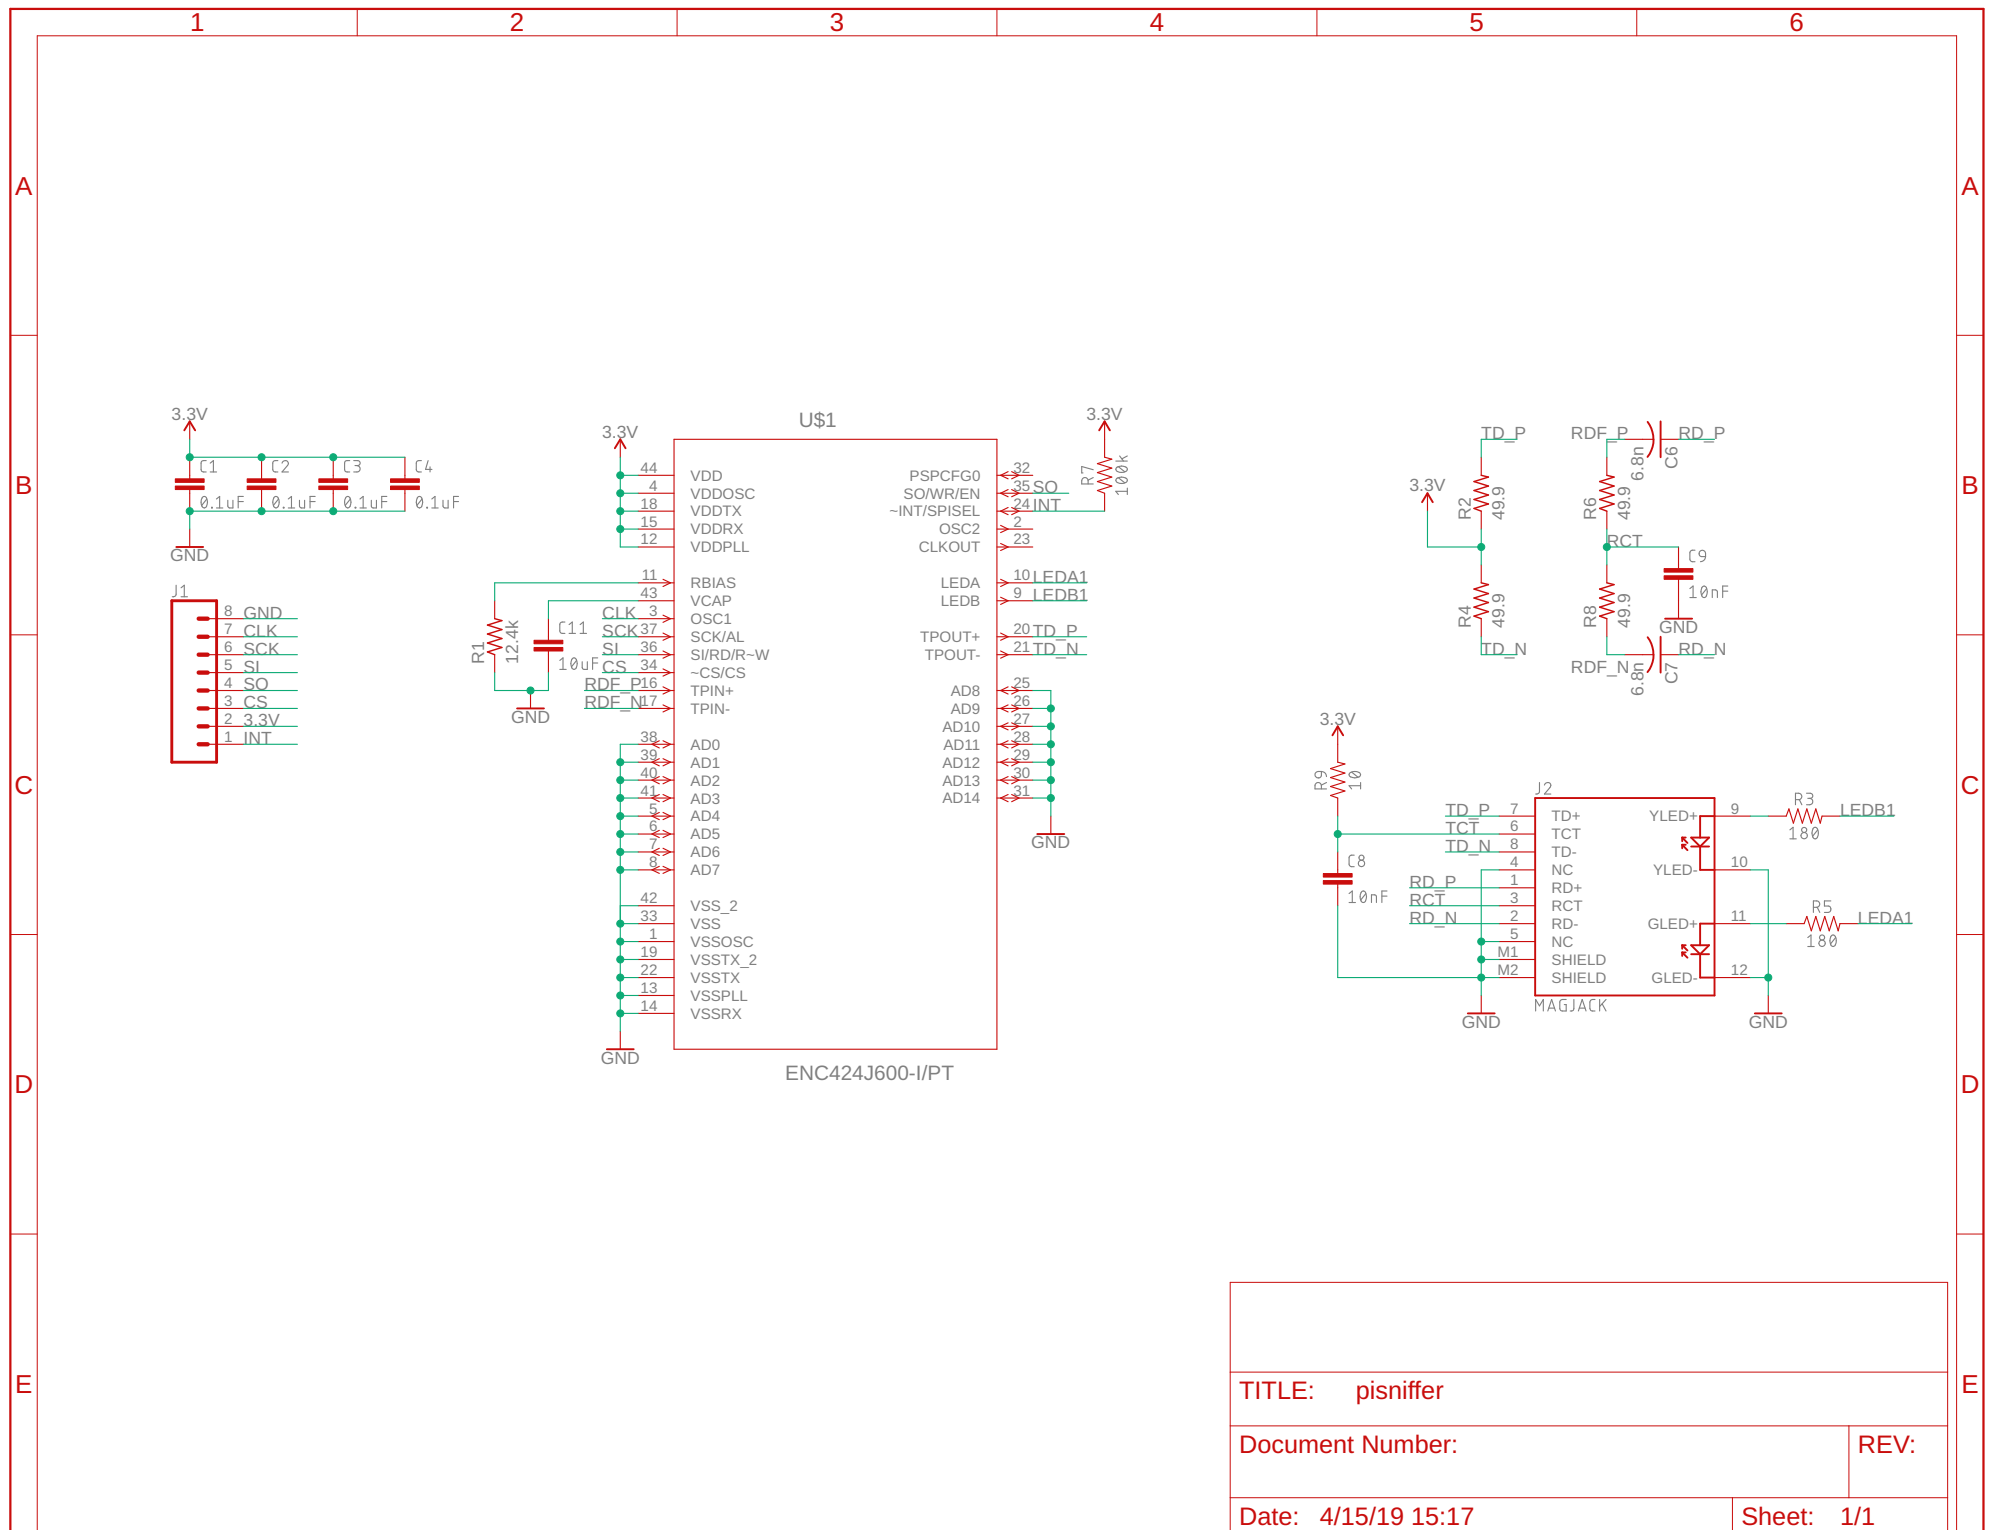 1 2 3 4 5 6
A A
B B
C C
D D
E E
3.3V
C1 C2 C3 C4
0.1uF 0.1uF 0.1uF 0.1uF
GND
J1
8 GND
7 CLK
6 SCK
5 SI
4 SO
3 CS
2 3.3V
1 INT
R1
12.4k
C11
10uF
GND
U$1
3.3V
44 VDD
4 VDDOSC
18 VDDTX
15 VDDRX
12 VDDPLL
11 RBIAS
43 VCAP
CLK 3 OSC1
SCK 37 SCK/AL
SI 36 SI/RD/R~W
CS 34 ~CS/CS
RDF_P 16 TPIN+
RDF_N 17 TPIN-
38 AD0
39 AD1
40 AD2
41 AD3
5 AD4
6 AD5
7 AD6
8 AD7
42 VSS_2
33 VSS
1 VSSOSC
19 VSSTX_2
22 VSSTX
13 VSSPLL
14 VSSRX
GND
PSPCFG0 32
SO/WR/EN 35 SO
~INT/SPISEL 24 INT
OSC2 2
CLKOUT 23
LEDA 10 LEDA1
LEDB 9 LEDB1
TPOUT+ 20 TD_P
TPOUT- 21 TD_N
AD8 25
AD9 26
AD10 27
AD11 28
AD12 29
AD13 30
AD14 31
GND
ENC424J600-I/PT
3.3V
R7
100k
TD_P
3.3V
R2
49.9
R4
49.9
TD_N
RDF_P
6.8n
C6
RD_P
R6
49.9
RCT
C9
10nF
GND
R8
49.9
RDF_N
6.8n
C7
RD_N
3.3V
R9
10
C8
10nF
J2
TD_P 7 TD+
TCT 6 TCT
TD_N 8 TD-
4 NC
RD_P 1 RD+
RCT 3 RCT
RD_N 2 RD-
5 NC
M1 SHIELD
M2 SHIELD
GND
MAGJACK
YLED+ 9 R3 180 LEDB1
YLED- 10
GLED+ 11 R5 180 LEDA1
GLED- 12
GND
TITLE: pisniffer
Document Number:
REV:
Date: 4/15/19 15:17
Sheet: 1/1